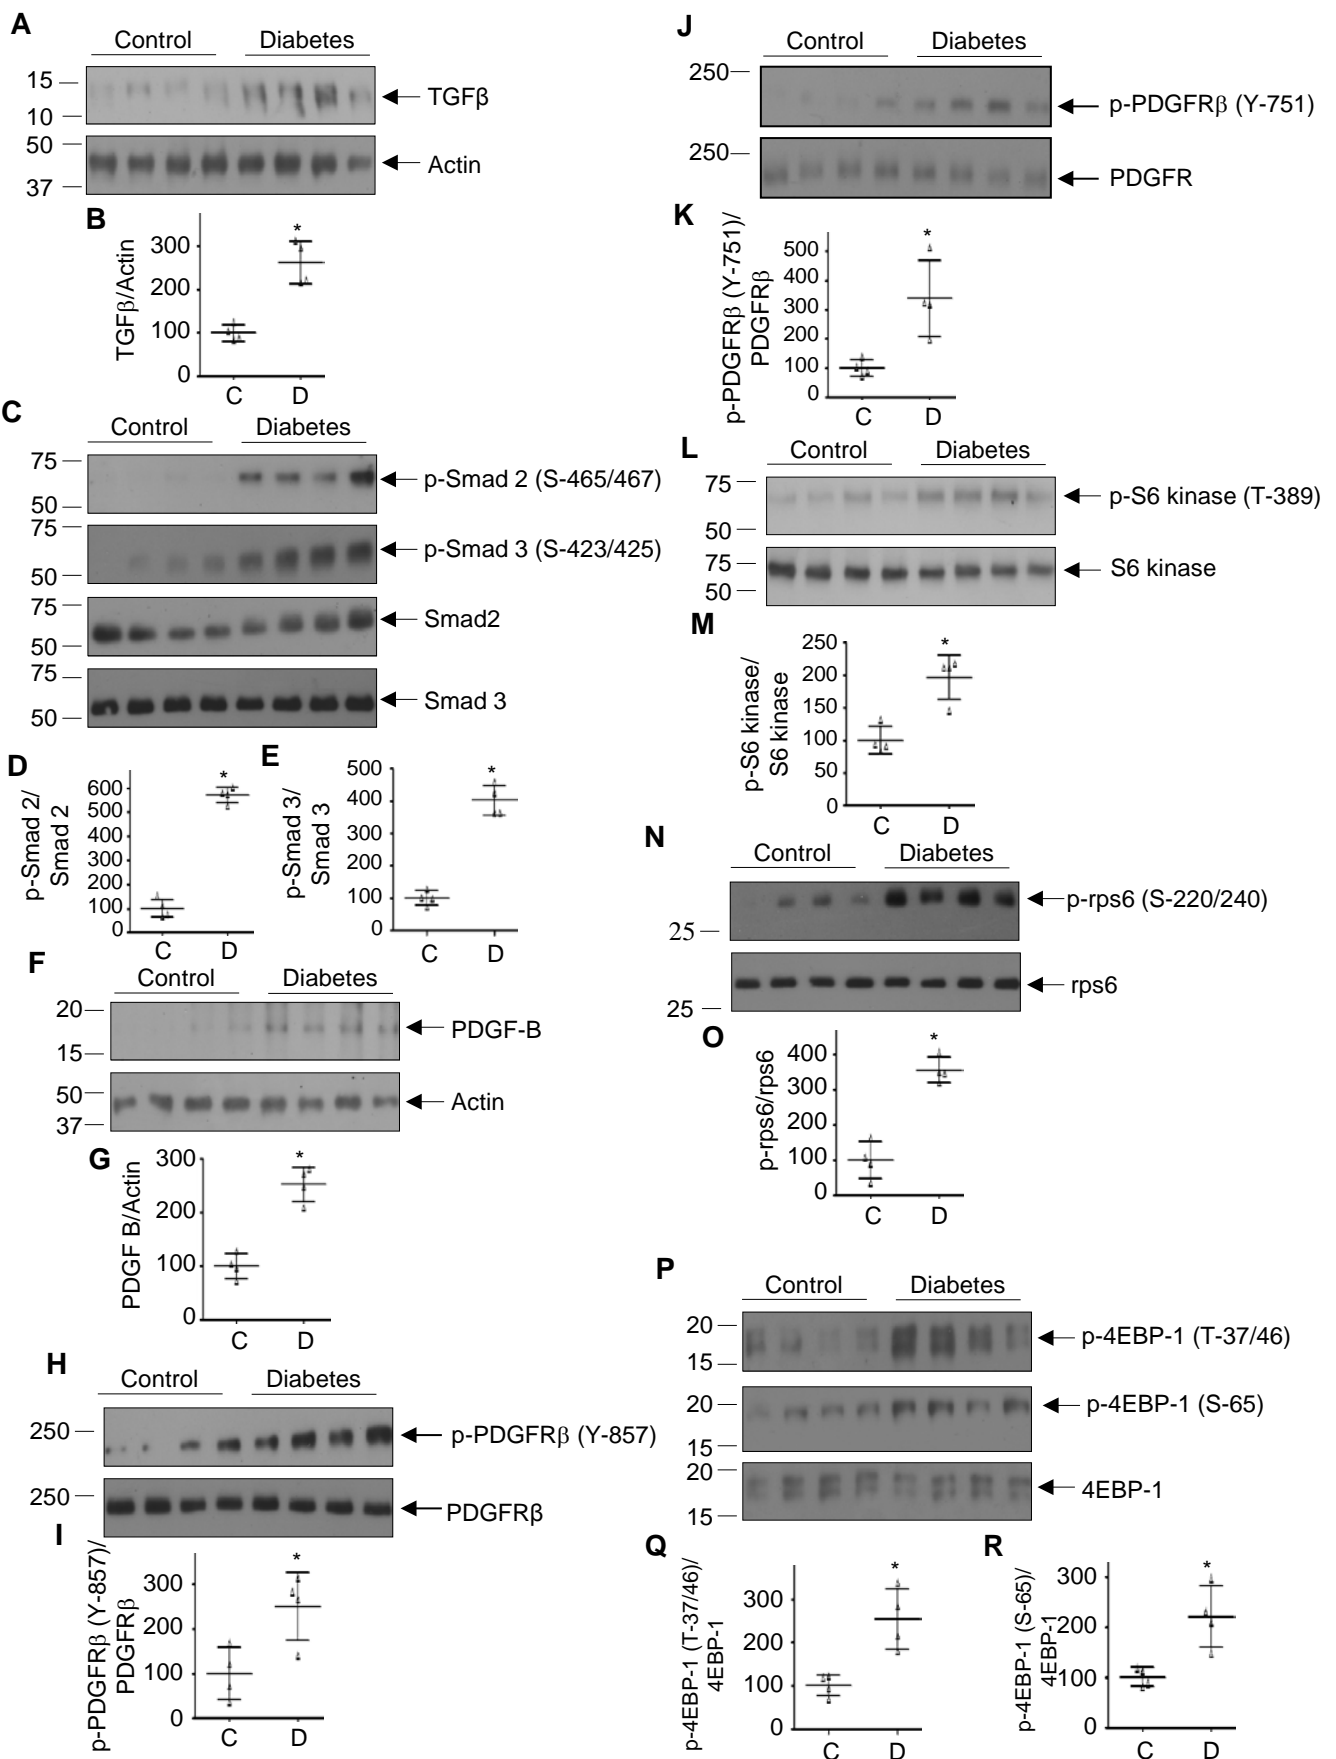 A
Control Diabetes
15
10
TGFβ
50
37
Actin
B
TGFβ/Actin
300
200
100
0
*
C D
C
Control Diabetes
75
50
p-Smad 2 (S-465/467)
75
50
p-Smad 3 (S-423/425)
75
50
Smad2
75
50
Smad 3
D
p-Smad 2/
Smad 2
600
500
400
300
200
100
0
*
C D
E
p-Smad 3/
Smad 3
500
400
300
200
100
0
*
C D
F
Control Diabetes
20
15
PDGF-B
50
37
Actin
G
PDGF B/Actin
300
200
100
0
*
C D
H
Control Diabetes
250
p-PDGFRβ (Y-857)
250
PDGFRβ
I
p-PDGFRβ (Y-857)/
PDGFRβ
300
200
100
0
*
C D
J
Control Diabetes
250
p-PDGFRβ (Y-751)
250
PDGFR
K
p-PDGFRβ (Y-751)/
PDGFRβ
500
400
300
200
100
0
*
C D
L
Control Diabetes
75
50
p-S6 kinase (T-389)
75
50
S6 kinase
M
p-S6 kinase/
S6 kinase
250
200
150
100
50
0
*
C D
N
Control Diabetes
25
p-rps6 (S-220/240)
25
rps6
O
p-rps6/rps6
400
300
200
100
0
*
C D
P
Control Diabetes
20
15
p-4EBP-1 (T-37/46)
20
15
p-4EBP-1 (S-65)
20
15
4EBP-1
Q
p-4EBP-1 (T-37/46)/
4EBP-1
300
200
100
0
*
C D
R
p-4EBP-1 (S-65)/
4EBP-1
300
200
100
0
*
C D